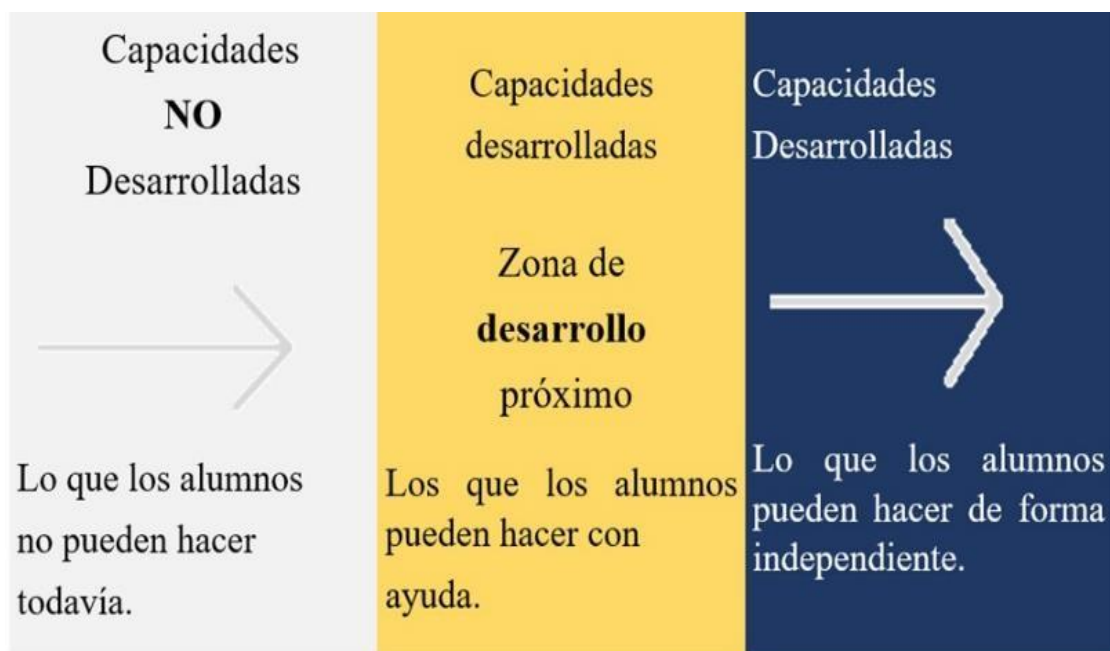 Capacidades
NO
Desarrolladas
Lo que los alumnos
no pueden hacer
todavía.
Capacidades
desarrolladas
Zona de
desarrollo
próximo
Los que los alumnos
pueden hacer con
ayuda.
Capacidades
Desarrolladas
Lo que los alumnos
pueden hacer de forma
independiente.